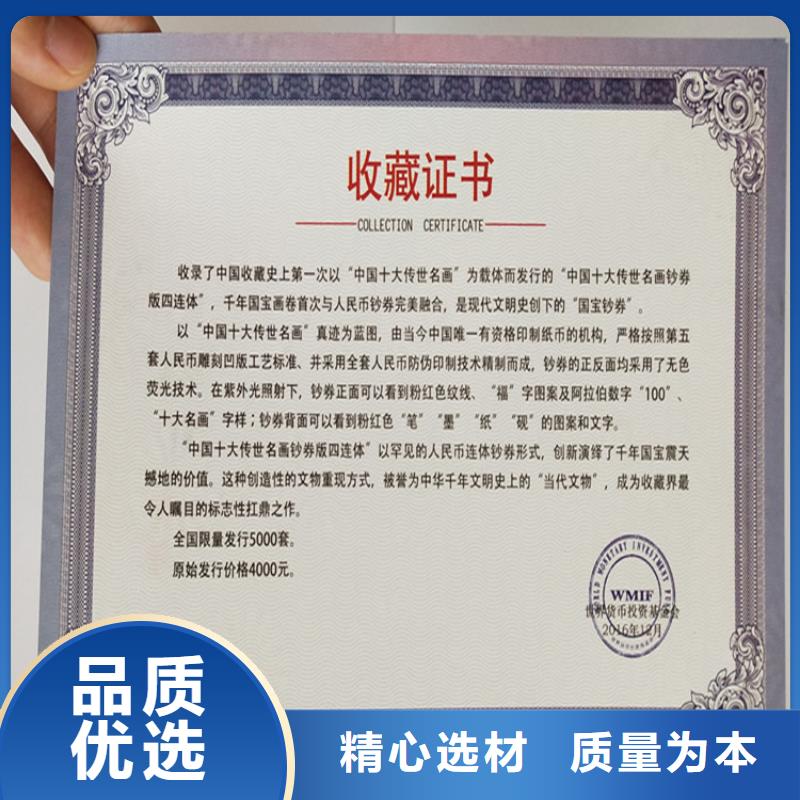 收藏证书
COLLECTION CERTIFICATE
收录了中国收藏史上第一次以“中国十大传世名画”为载体而发行的“中国十大传世名画钞券
版四连体”，千年国宝画卷首次与人民币钞券完美融合，是现代文明史创下的“国宝钞券”。
以“中国十大传世名画”真迹为蓝图，由当今中国唯一有资格印制纸币的机构，严格按照第五
套人民币雕刻凹版工艺标准、并采用全套人民币防伪印制技术精制而成，钞券的正反面均采用了无色
荧光技术。在紫外光照射下，钞券正面可以看到粉红色纹线、“福”字图案及阿拉伯数字“100”、
“十大名画”字样；钞券背面可以看到粉红色“笔”“墨”“纸”“砚”的图案和文字。
“中国十大传世名画钞券版四连体”以罕见的人民币连体钞券形式，创新演绎了千年国宝震天
撼地的价值。这种创造性的文物重现方式，被誉为中华千年文明史上的“当代文物”，成为收藏界最
令人瞩目的标志性扛鼎之作。
全国限量发行5000套。
原始发行价格4000元。
WORLD MONETARY INVESTMENT FUND
WMIF
世界货币投资基金会
2016年12月
品质
优选
精心选材 质量为本